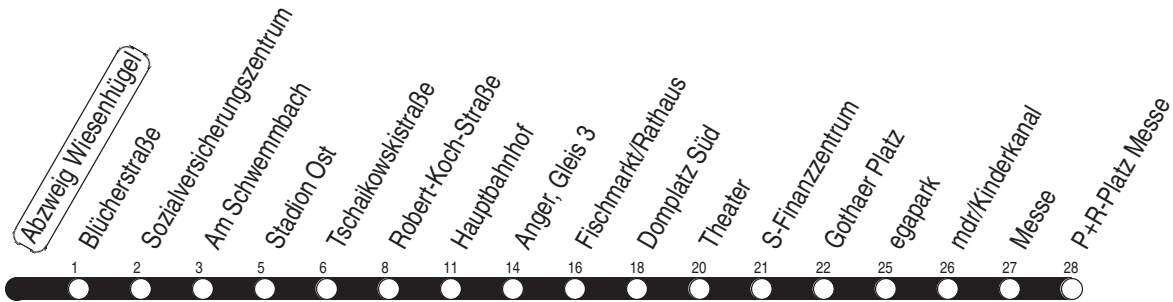 Abzweig Wiesenhügel
Blücherstraße
Sozialversicherungszentrum
Am Schwemmbach
Stadion Ost
Tschaikowskistraße
Robert-Koch-Straße
Hauptbahnhof
Anger, Gleis 3
Fischmarkt/Rathaus
Domplatz Süd
Theater
S-Finanzzentrum
Gothaer Platz
egapark
mdr/Kinderkanal
Messe
P+R-Platz Messe
1 2 3 5 6 8 11 14 16 18 20 21 22 25 26 27 28